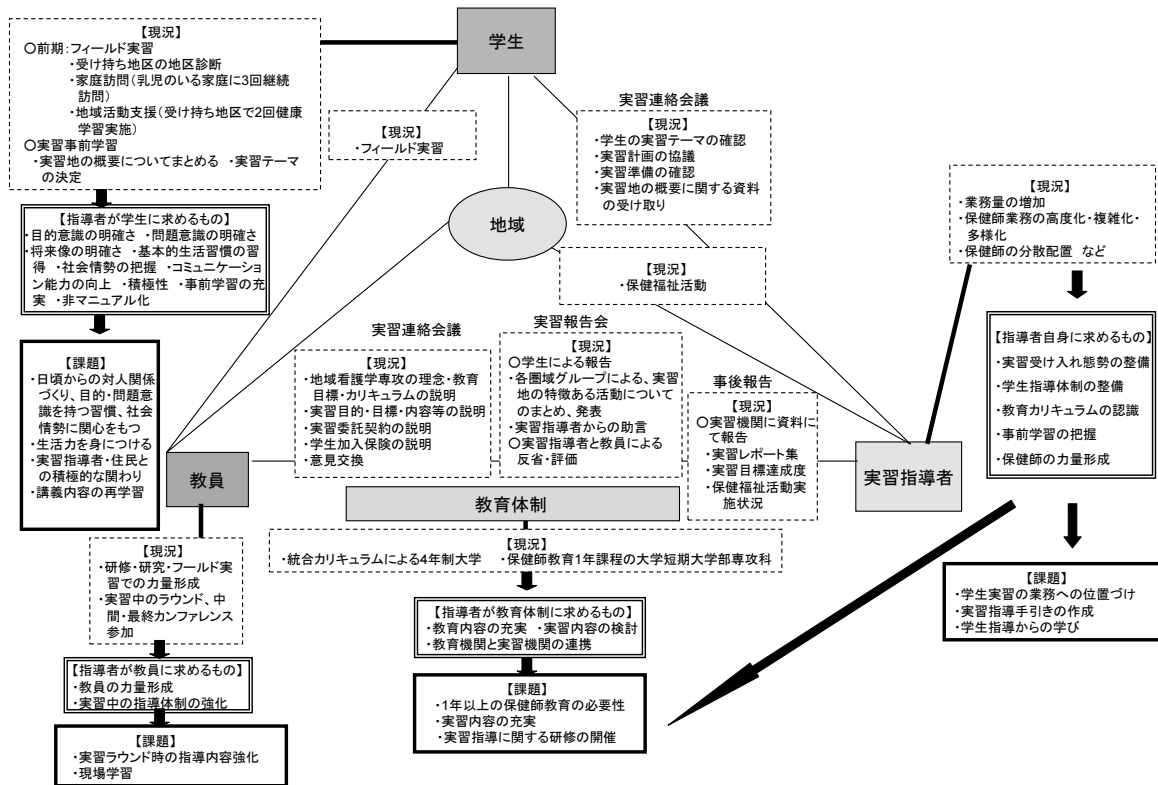 【現況】
○前期：フィールド実習
・受け持ち地区の地区診断
・家庭訪問（乳児のいる家庭に3回継続
訪問）
・地域活動支援（受け持ち地区で2回健康
学習実施）
○実習事前学習
・実習地の概要についてまとめる ・実習テーマ
の決定
【指導者が学生に求めるもの】
・目的意識の明確さ ・問題意識の明確さ
・将来像の明確さ ・基本的生活習慣の習
得 ・社会情勢の把握 ・コミュニケーショ
ン能力の向上 ・積極性 ・事前学習の充
実 ・非マニュアル化
【課題】
・日頃からの対人関係
づくり、目的・問題意
識を持つ習慣、社会
情勢に関心をもつ
・生活力を身につける
・実習指導者・住民と
の積極的な関わり
・講義内容の再学習
学生
【現況】
・フィールド実習
実習連絡会議
【現況】
・学生の実習テーマの確認
・実習計画の協議
・実習準備の確認
・実習地の概要に関する資料
の受け取り
地域
【現況】
・保健福祉活動
【現況】
・業務量の増加
・保健師業務の高度化・複雑化・
多様化
・保健師の分散配置 など
【指導者自身に求めるもの】
・実習受け入れ態勢の整備
・学生指導体制の整備
・教育カリキュラムの認識
・事前学習の把握
・保健師の力量形成
【課題】
・学生実習の業務への位置づけ
・実習指導手引きの作成
・学生指導からの学び
実習連絡会議
【現況】
・地域看護学専攻の理念・教育
目標・カリキュラムの説明
・実習目的・目標・内容等の説明
・実習委託契約の説明
・学生加入保険の説明
・意見交換
実習報告会
【現況】
○学生による報告
・各圏域グループによる、実習
地の特徴ある活動について
のまとめ、発表
・実習指導者からの助言
○実習指導者と教員による
反省・評価
事後報告
【現況】
○実習機関に資料に
て報告
・実習レポート集
・実習目標達成度
・保健福祉活動実
施状況
教員
実習指導者
教育体制
【現況】
・統合カリキュラムによる4年制大学 ・保健師教育1年課程の大学短期大学部専攻科
【指導者が教育体制に求めるもの】
・教育内容の充実 ・実習内容の検討
・教育機関と実習機関の連携
【課題】
・1年以上の保健師教育の必要性
・実習内容の充実
・実習指導に関する研修の開催
【現況】
・研修・研究・フールド実
習での力量形成
・実習中のラウンド、中
間・最終カンファレンス
参加
【指導者が教員に求めるもの】
・教員の力量形成
・実習中の指導体制の強化
【課題】
・実習ラウンド時の指導内容強化
・現場学習